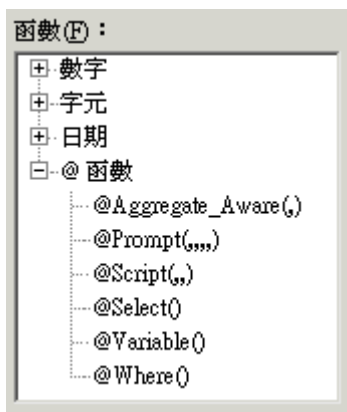 函數(F)：
數字
字元
日期
@ 函數
@Aggregate_Aware(,)
@Prompt(,,,,)
@Script(,,)
@Select()
@Variable()
@Where()